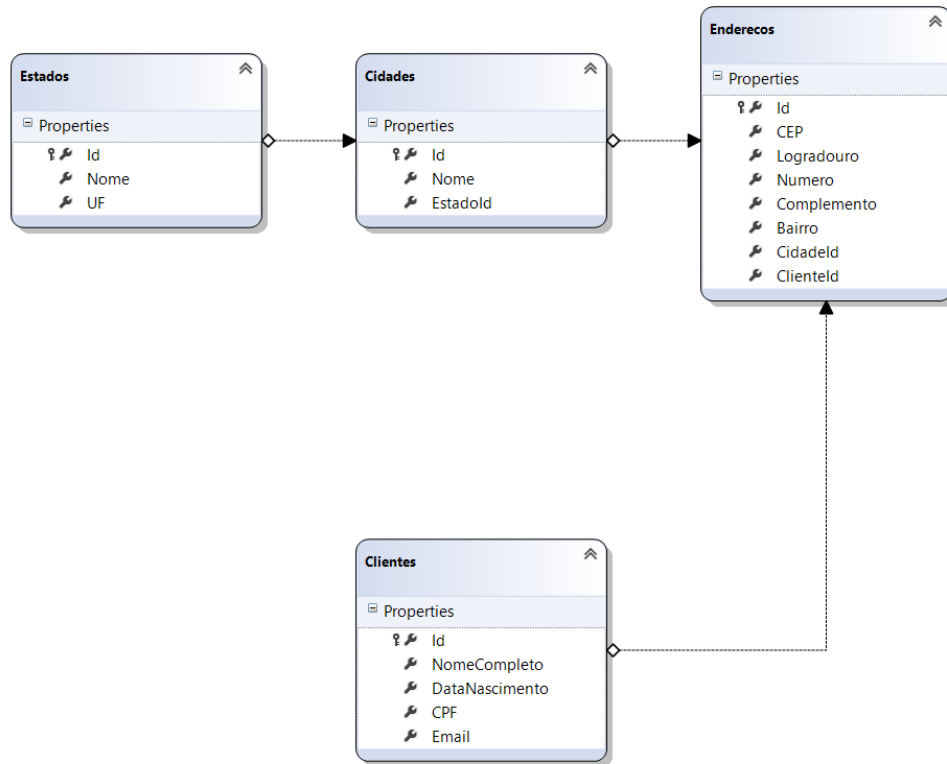 Estados
Properties
Id
Nome
UF
Cidades
Properties
Id
Nome
EstadoId
Enderecos
Properties
Id
CEP
Logradouro
Numero
Complemento
Bairro
CidadeId
ClienteId
Clientes
Properties
Id
NomeCompleto
DataNascimento
CPF
Email